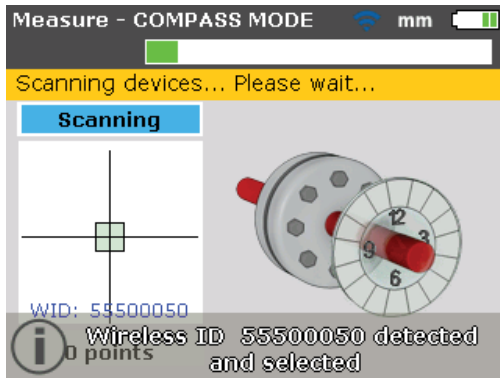 Measure - COMPASS MODE mm
Scanning devices... Please wait...
Scanning
12
3
9
6
WID: 55500050
Wireless ID 55500050 detected
and selected
0 points